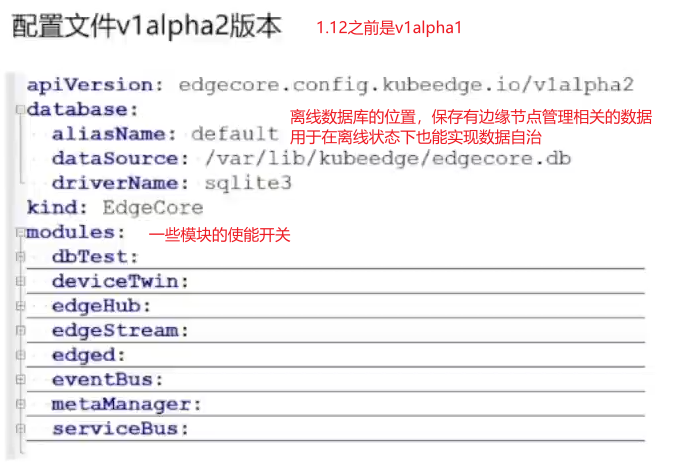 配置文件v1alpha2版本
1.12之前是v1alpha1
apiVersion: edgecore.config.kubeedge.io/v1alpha2
database:
离线数据库的位置，保存有边缘节点管理相关的数据
用于在离线状态下也能实现数据自治
aliasName: default
dataSource: /var/lib/kubeedge/edgecore.db
driverName: sqlite3
kind: EdgeCore
modules:
一些模块的使能开关
dbTest:
deviceTwin:
edgeHub:
edgeStream:
edged:
eventBus:
metaManager:
serviceBus: